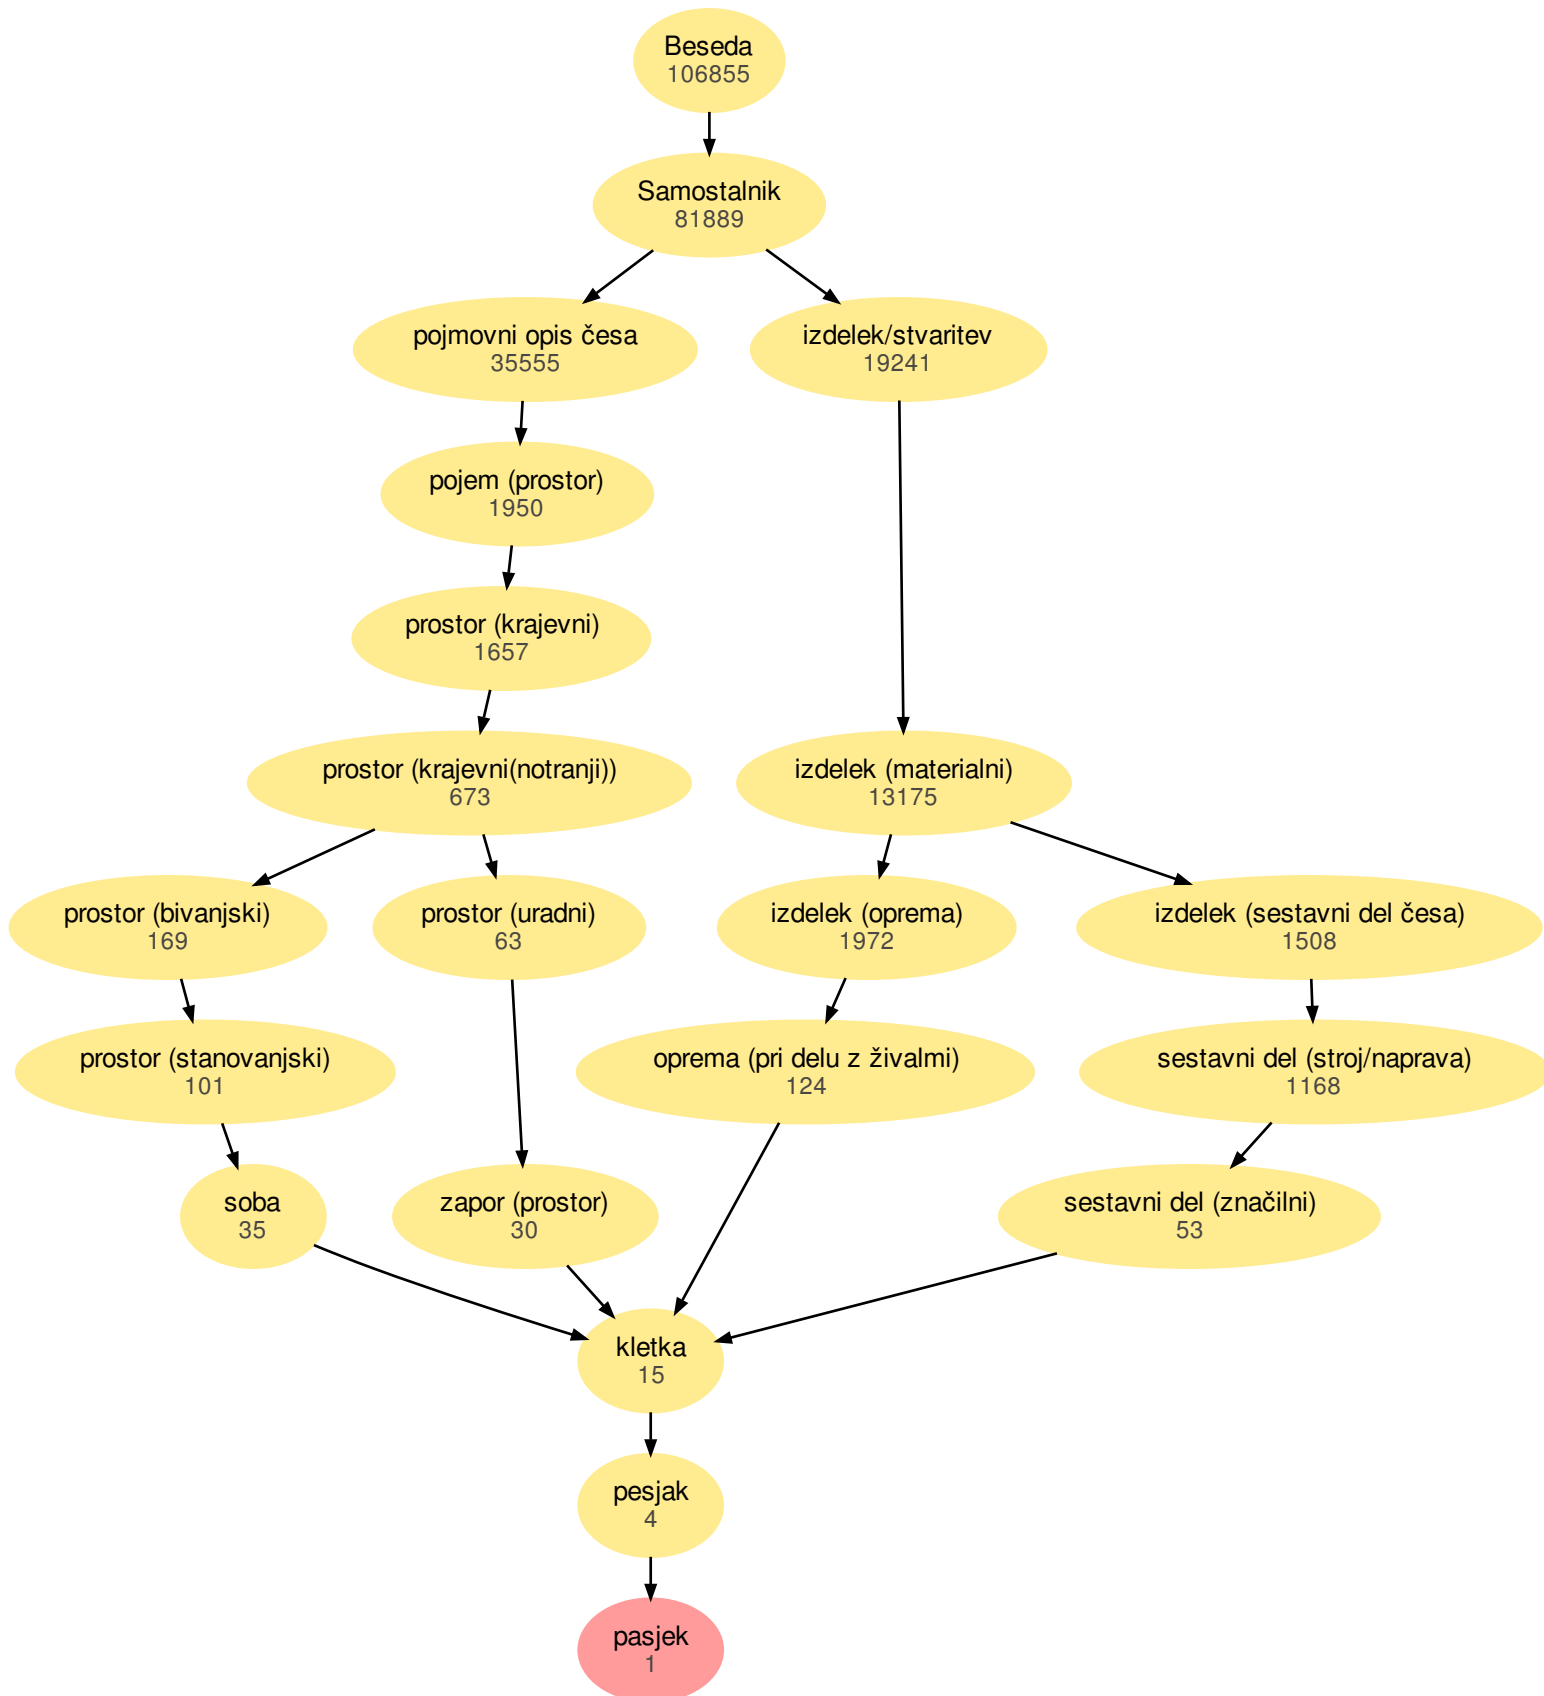 Beseda
106855
Samostalnik
81889
pojmovni opis česa
35555
izdelek/stvaritev
19241
pojem (prostor)
1950
prostor (krajevni)
1657
prostor (krajevni(notranji))
673
izdelek (materialni)
13175
prostor (bivanjski)
169
prostor (uradni)
63
izdelek (oprema)
1972
izdelek (sestavni del česa)
1508
prostor (stanovanjski)
101
oprema (pri delu z živalmi)
124
sestavni del (stroj/naprava)
1168
soba
35
zapor (prostor)
30
sestavni del (značilni)
53
kletka
15
pesjak
4
pasjek
1